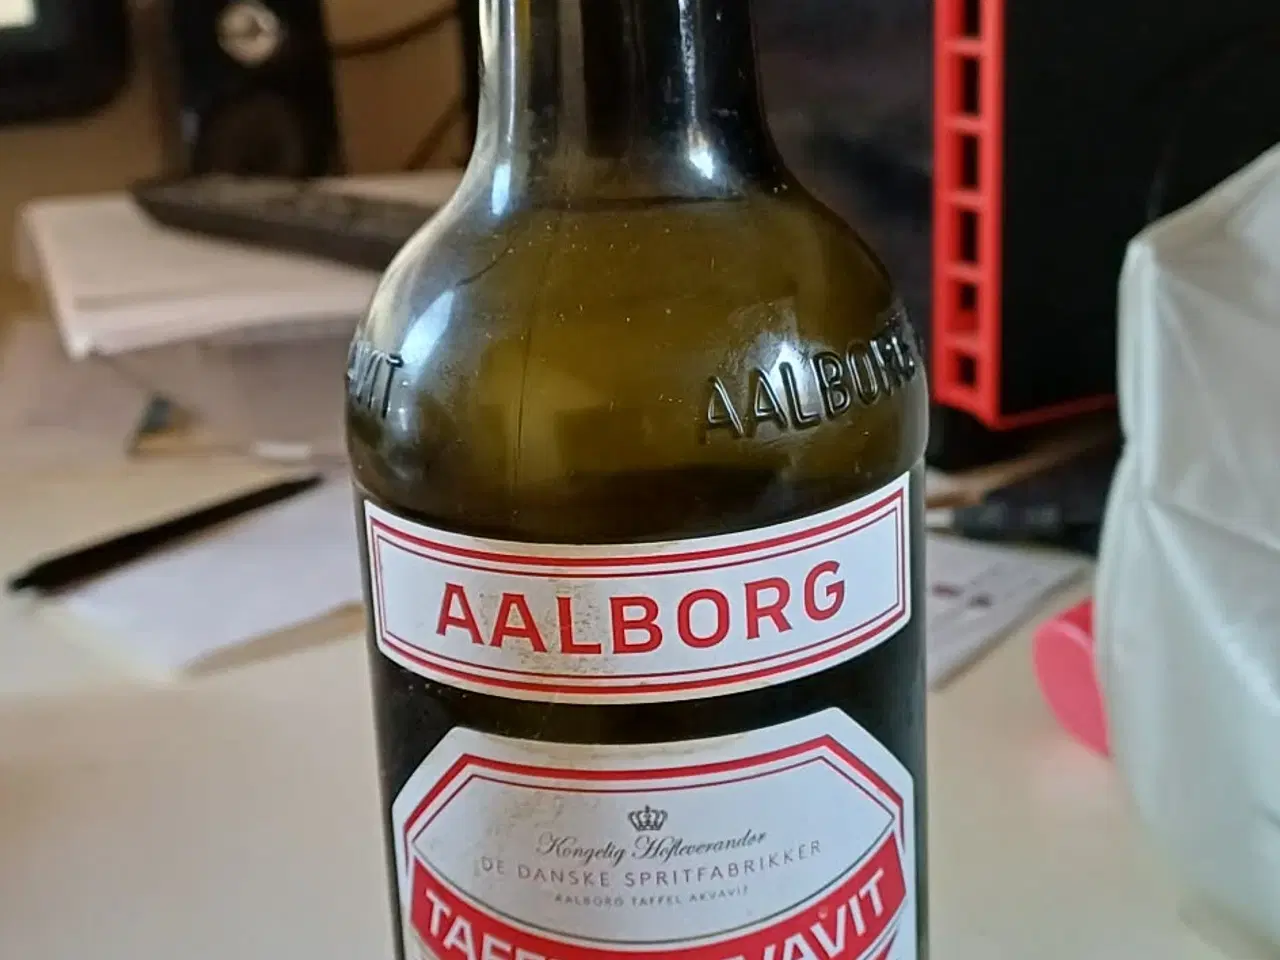 AALBORG
AALBORG
Kongelig Hofleverandør
DE DANSKE SPRITFABRIKKER
AALBORG TAFFEL AKVAVIT